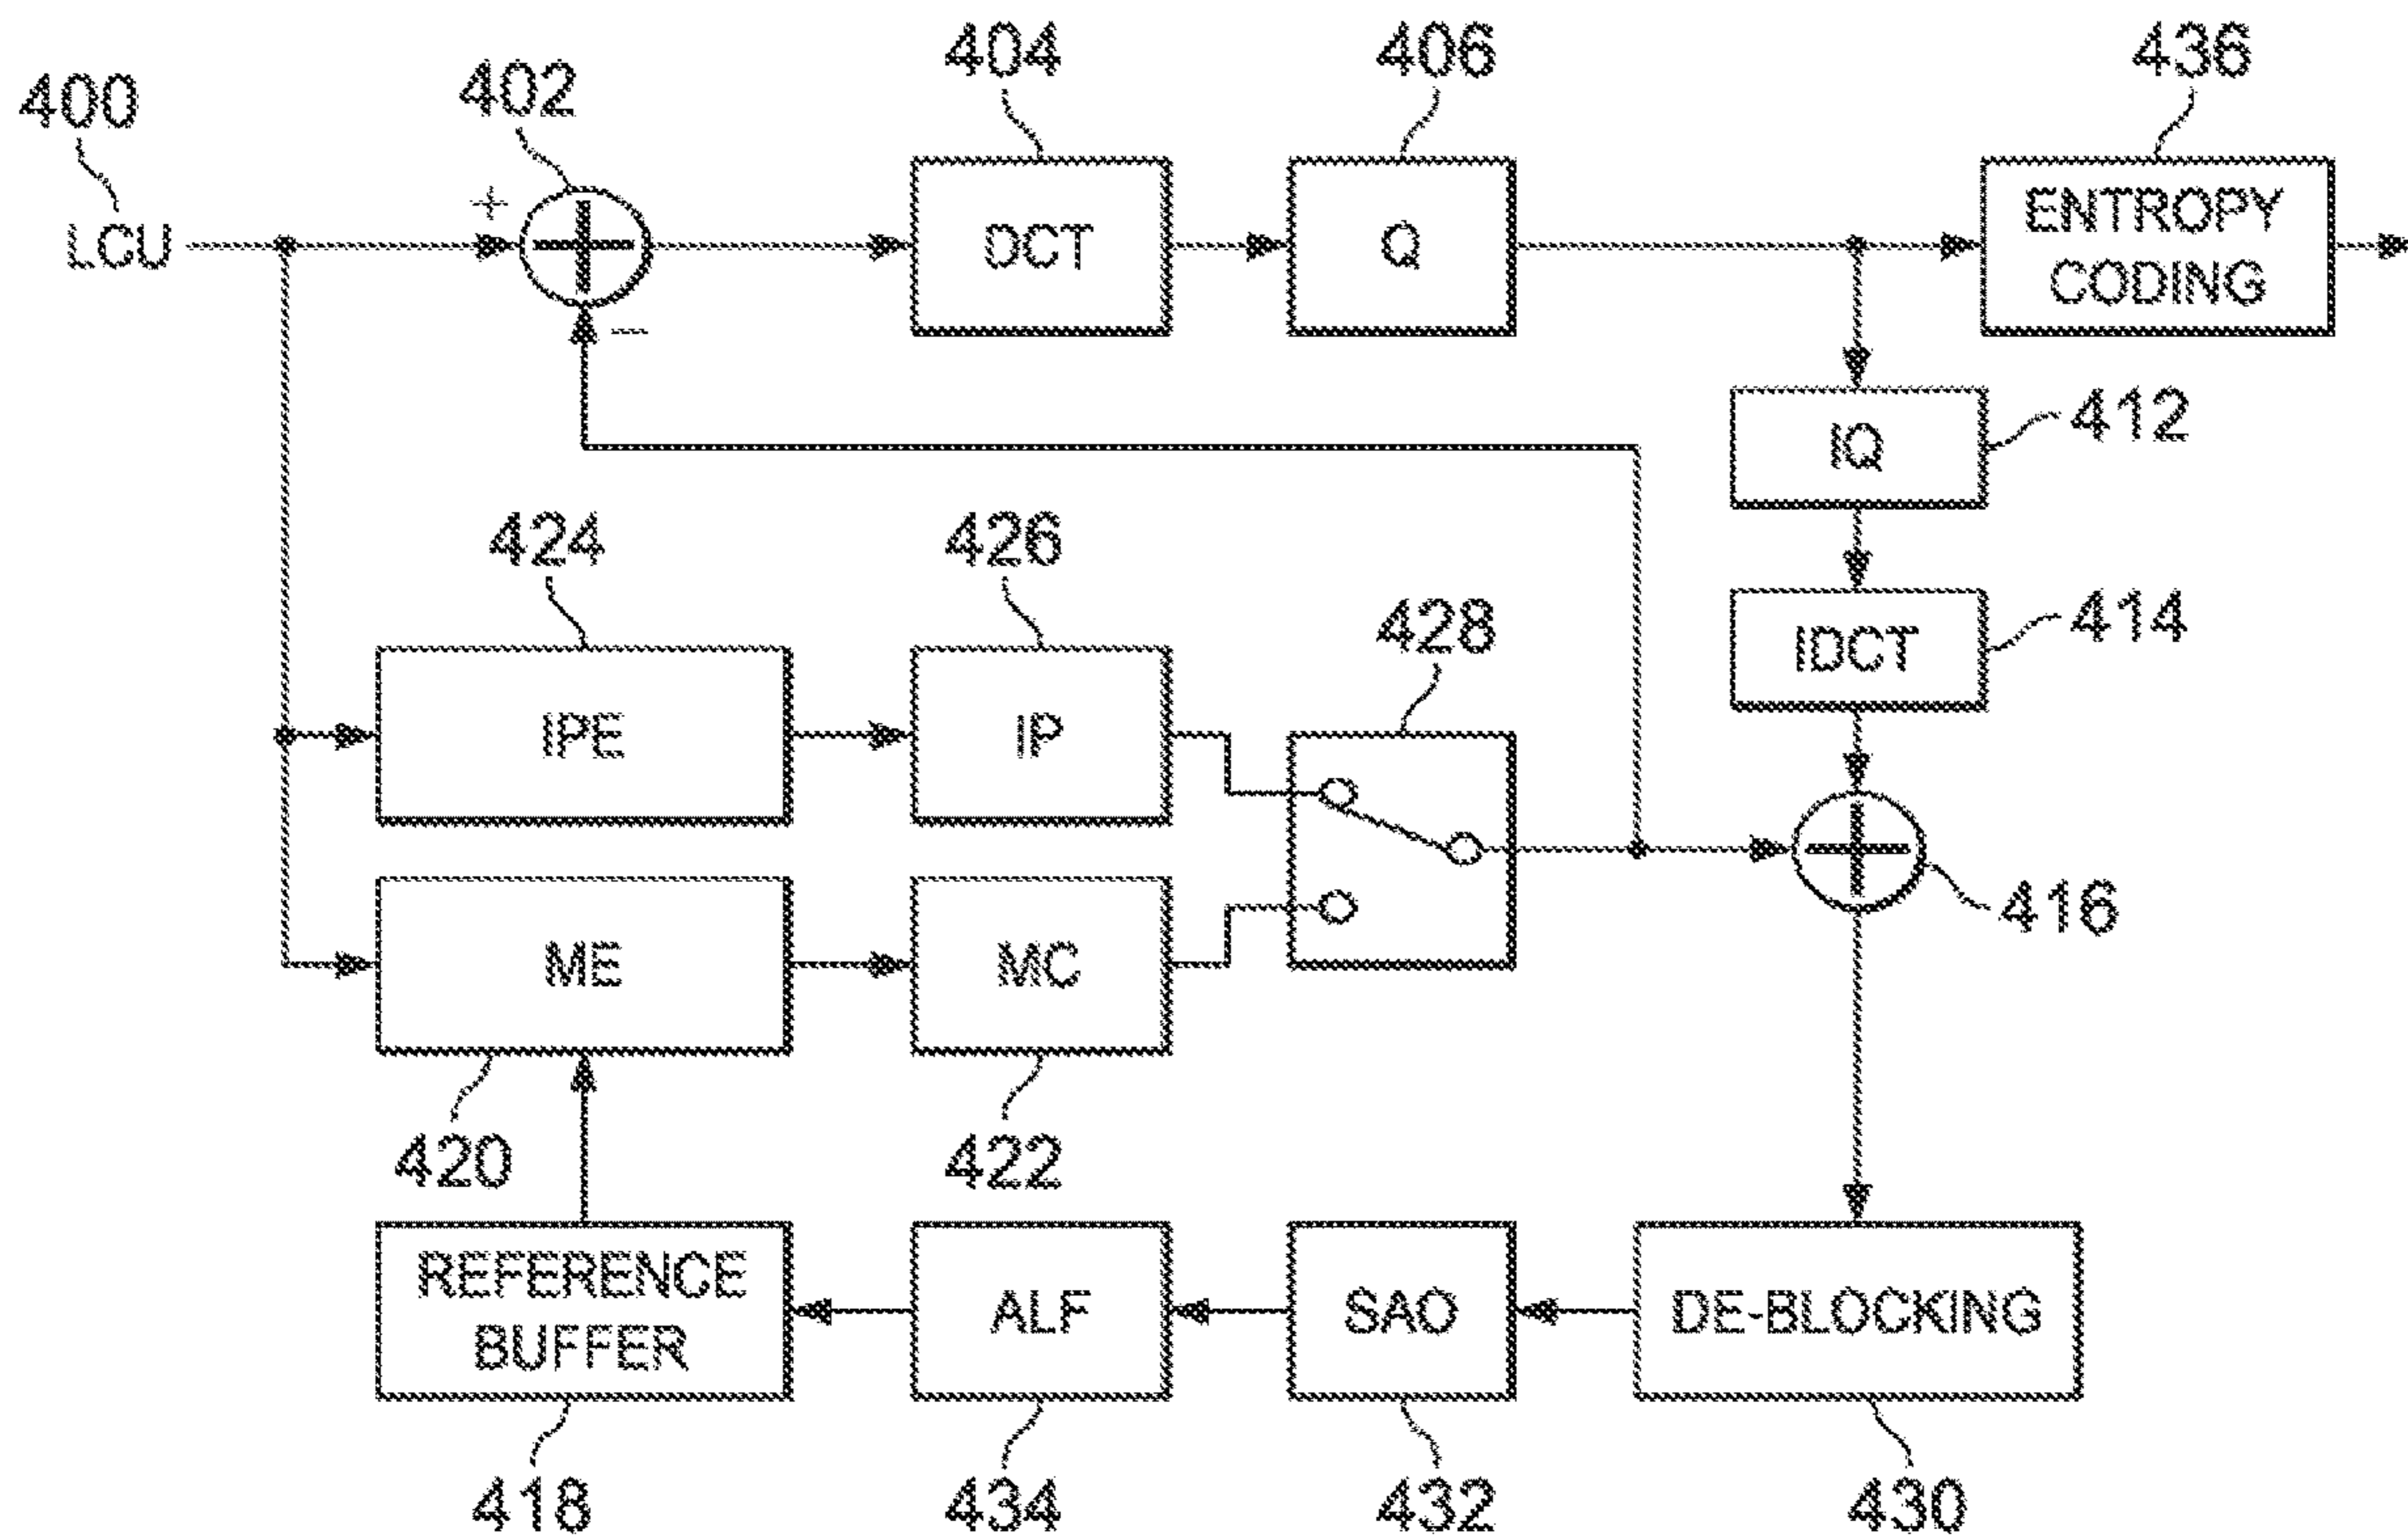 400
402
404
406
436
LCU
+
DCT
Q
ENTROPY
CODING
−
IQ
412
424
426
428
IDCT
414
IPE
IP
ME
MC
416
420
422
REFERENCE
BUFFER
ALF
SAO
DE-BLOCKING
418
434
432
430